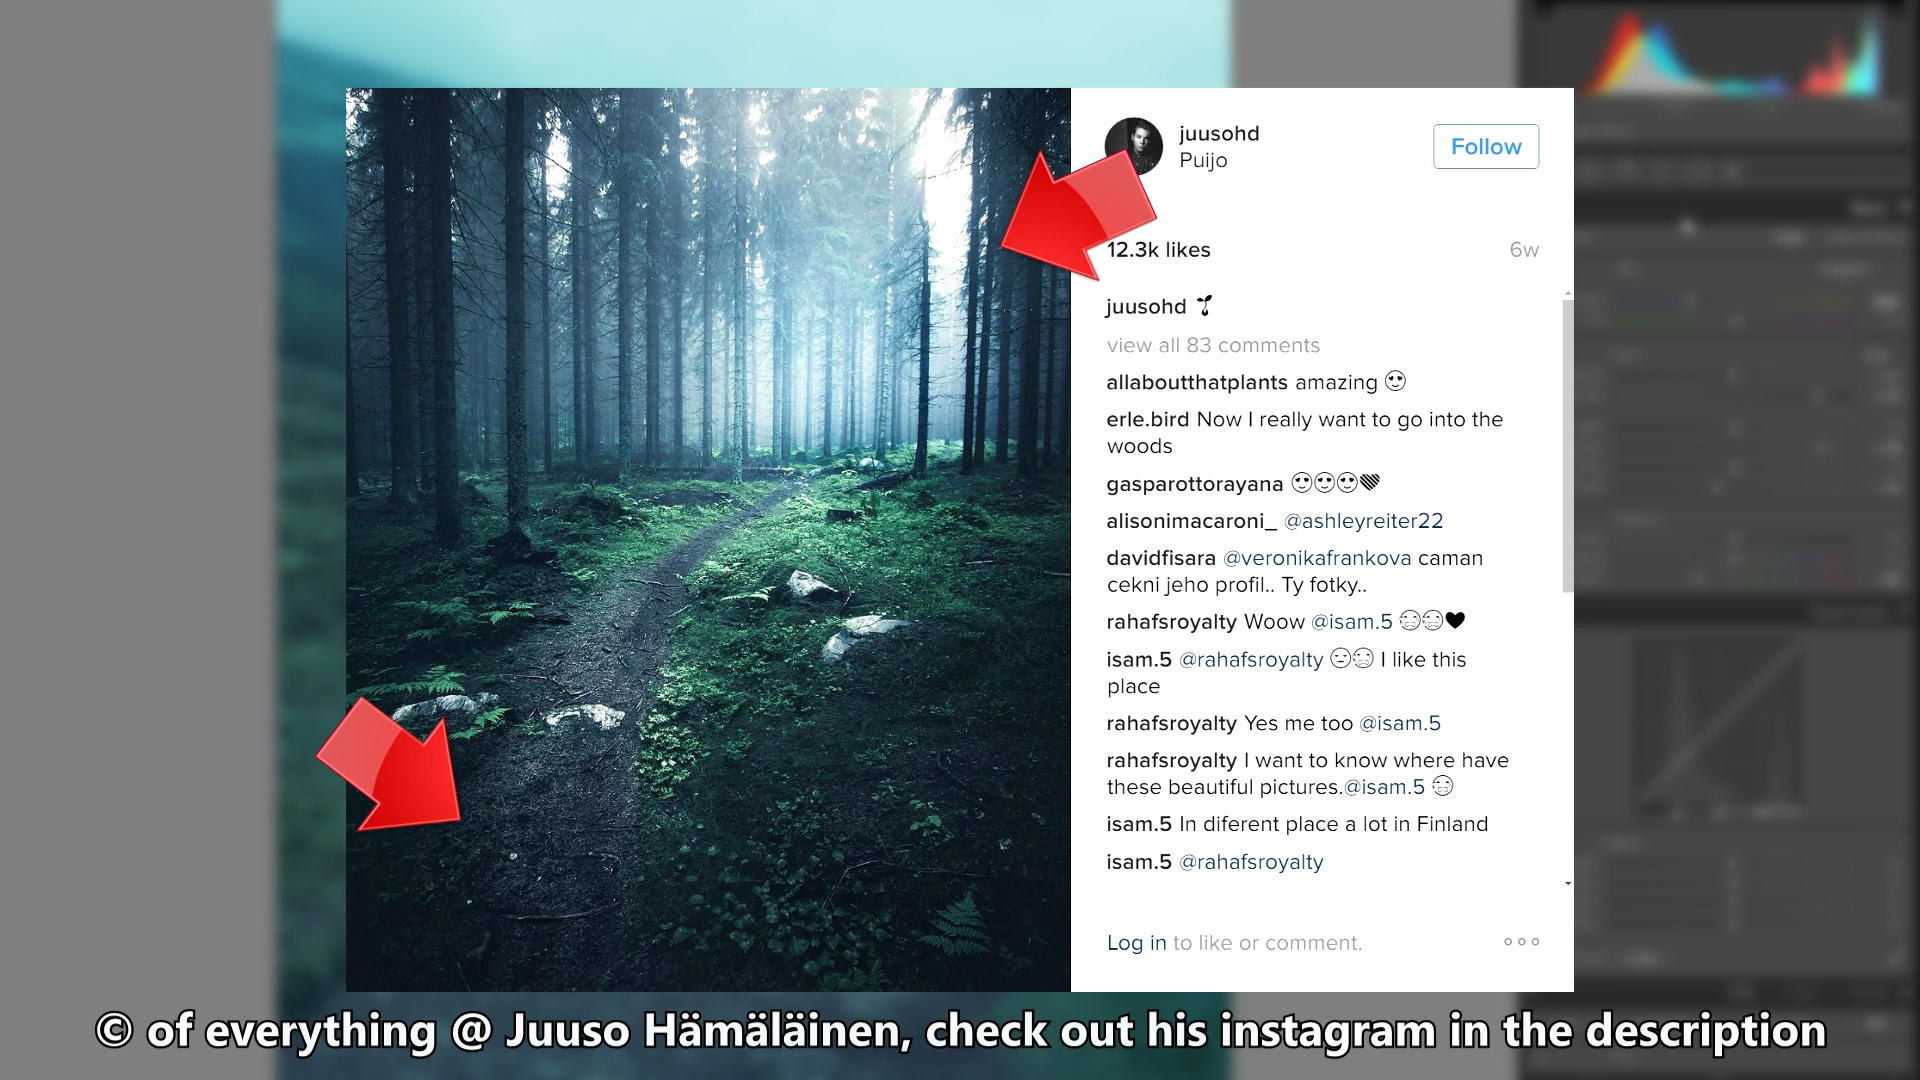 juusohd
Puijo
Follow
12.3k likes
6w
juusohd
view all 83 comments
allaboutthatplants amazing 😍
erle.bird Now I really want to go into the
woods
gasparottorayana 😍😍😍💘
alisonimacaroni_ @ashleyreiter22
davidfisara @veronikafrankova caman
cekni jeho profil.. Ty fotky..
rahafsroyalty Woow @isam.5
isam.5 @rahafsroyalty I like this
place
rahafsroyalty Yes me too @isam.5
rahafsroyalty I want to know where have
these beautiful pictures.@isam.5
isam.5 In diferent place a lot in Finland
isam.5 @rahafsroyalty
Log in to like or comment.
© of everything @ Juuso Hämäläinen, check out his instagram in the description